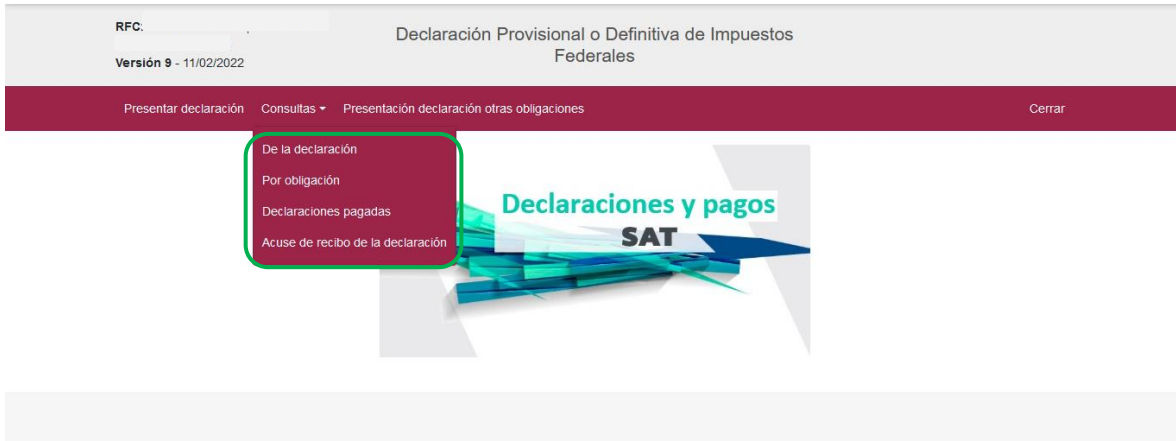 RFC:
Versión 9 - 11/02/2022
Declaración Provisional o Definitiva de Impuestos
Federales
Presentar declaración Consultas Presentación declaración otras obligaciones Cerrar
De la declaración
Por obligación
Declaraciones pagadas
Acuse de recibo de la declaración
Declaraciones y pagos
SAT